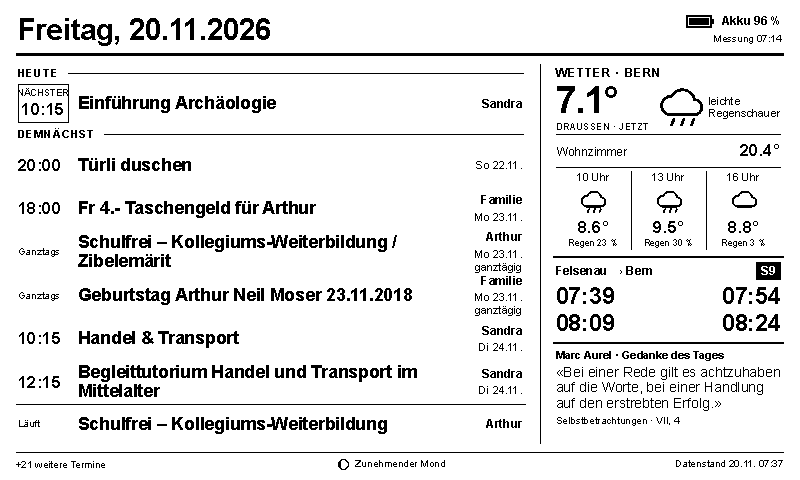 Freitag, 20.11.2026
Akku 96 %
Messung 07:14
HEUTE
NÄCHSTER
10:15
Einführung Archäologie
Sandra
DEMNÄCHST
20:00
Türli duschen
So 22.11.
18:00
Fr 4.- Taschengeld für Arthur
Familie
Mo 23.11.
Ganztags
Schulfrei – Kollegiums-Weiterbildung /
Zibelemärit
Arthur
Mo 23.11.
ganztägig
Ganztags
Geburtstag Arthur Neil Moser 23.11.2018
Familie
Mo 23.11.
ganztägig
10:15
Handel & Transport
Sandra
Di 24.11.
12:15
Begleittutorium Handel und Transport im
Mittelalter
Sandra
Di 24.11.
Läuft
Schulfrei – Kollegiums-Weiterbildung
Arthur
WETTER · BERN
7.1°
DRAUSSEN · JETZT
leichte
Regenschauer
Wohnzimmer
20.4°
10 Uhr
13 Uhr
16 Uhr
8.6°
9.5°
8.8°
Regen 23 %
Regen 30 %
Regen 3 %
Felsenau › Bern
S9
07:39
07:54
08:09
08:24
Marc Aurel · Gedanke des Tages
«Bei einer Rede gilt es achtzuhaben
auf die Worte, bei einer Handlung
auf den erstrebten Erfolg.»
Selbstbetrachtungen · VII, 4
+21 weitere Termine
Zunehmender Mond
Datenstand 20.11. 07:37